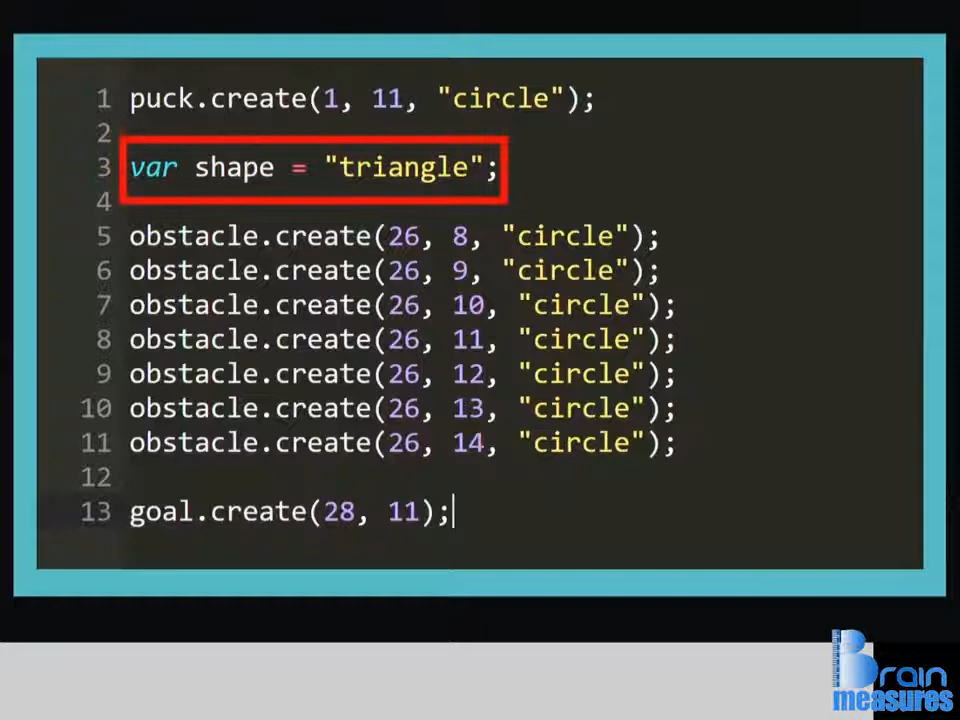 1 puck.create(1, 11, "circle");
2
3 var shape = "triangle";
4
5 obstacle.create(26, 8, "circle");
6 obstacle.create(26, 9, "circle");
7 obstacle.create(26, 10, "circle");
8 obstacle.create(26, 11, "circle");
9 obstacle.create(26, 12, "circle");
10 obstacle.create(26, 13, "circle");
11 obstacle.create(26, 14, "circle");
12
13 goal.create(28, 11);
Brain
measures